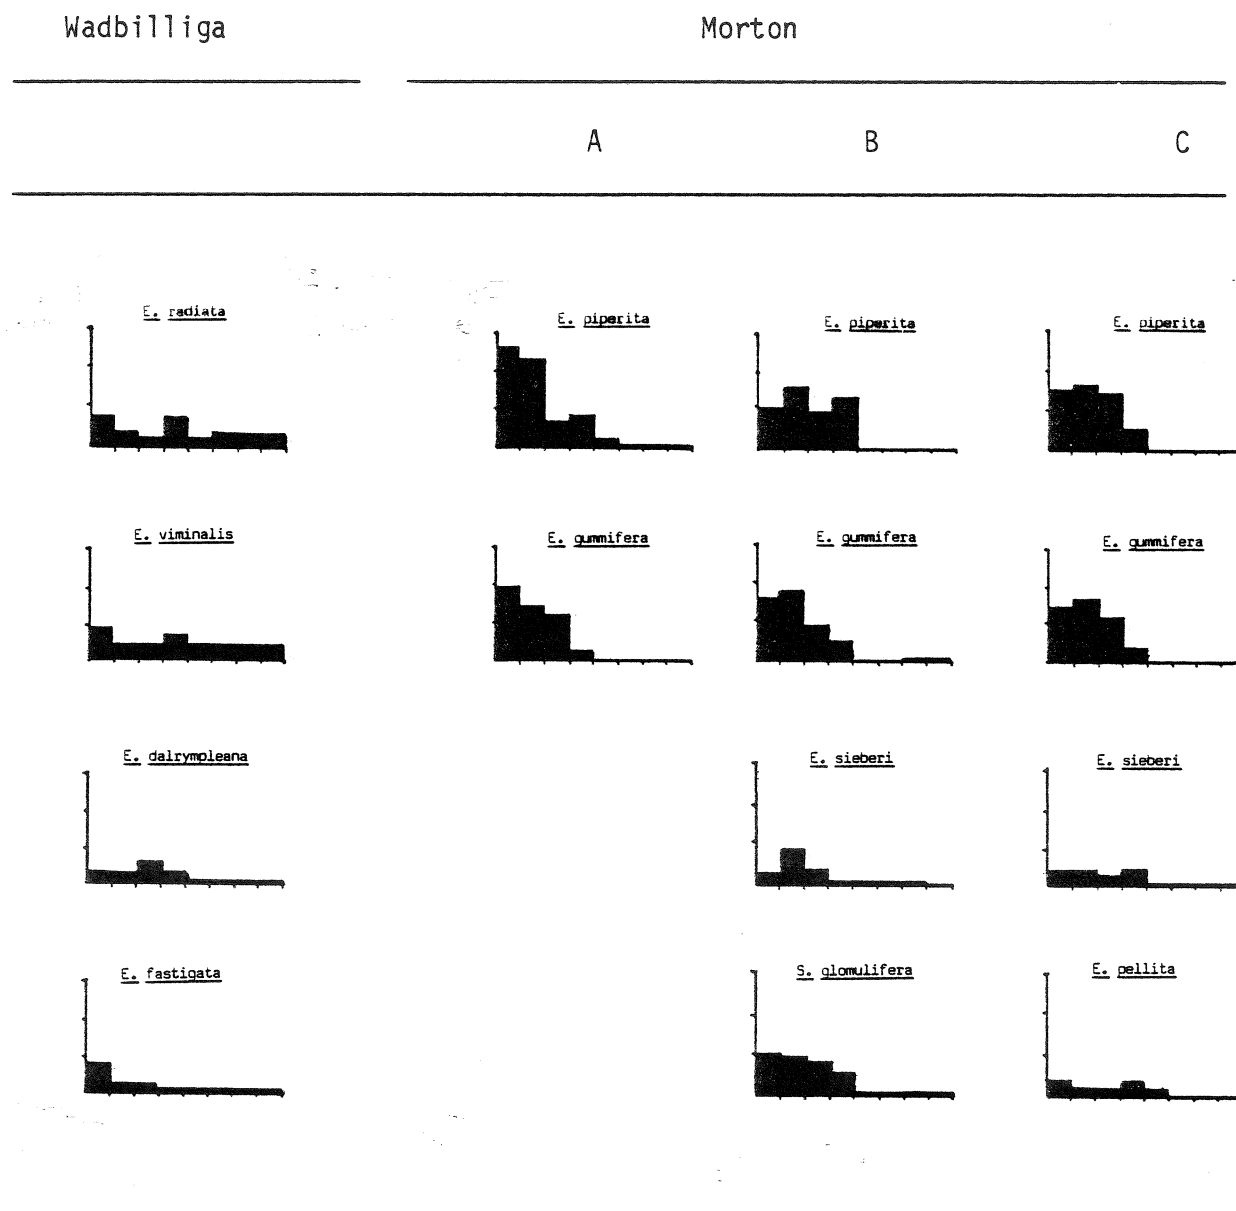 Wadbilliga Morton
A B C
E. radiata E. piperita E. piperita E. piperita
E. viminalis E. gummifera E. gummifera E. gummifera
E. dalrympleana E. sieberi E. sieberi
E. fastigata S. glomulifera E. pellita